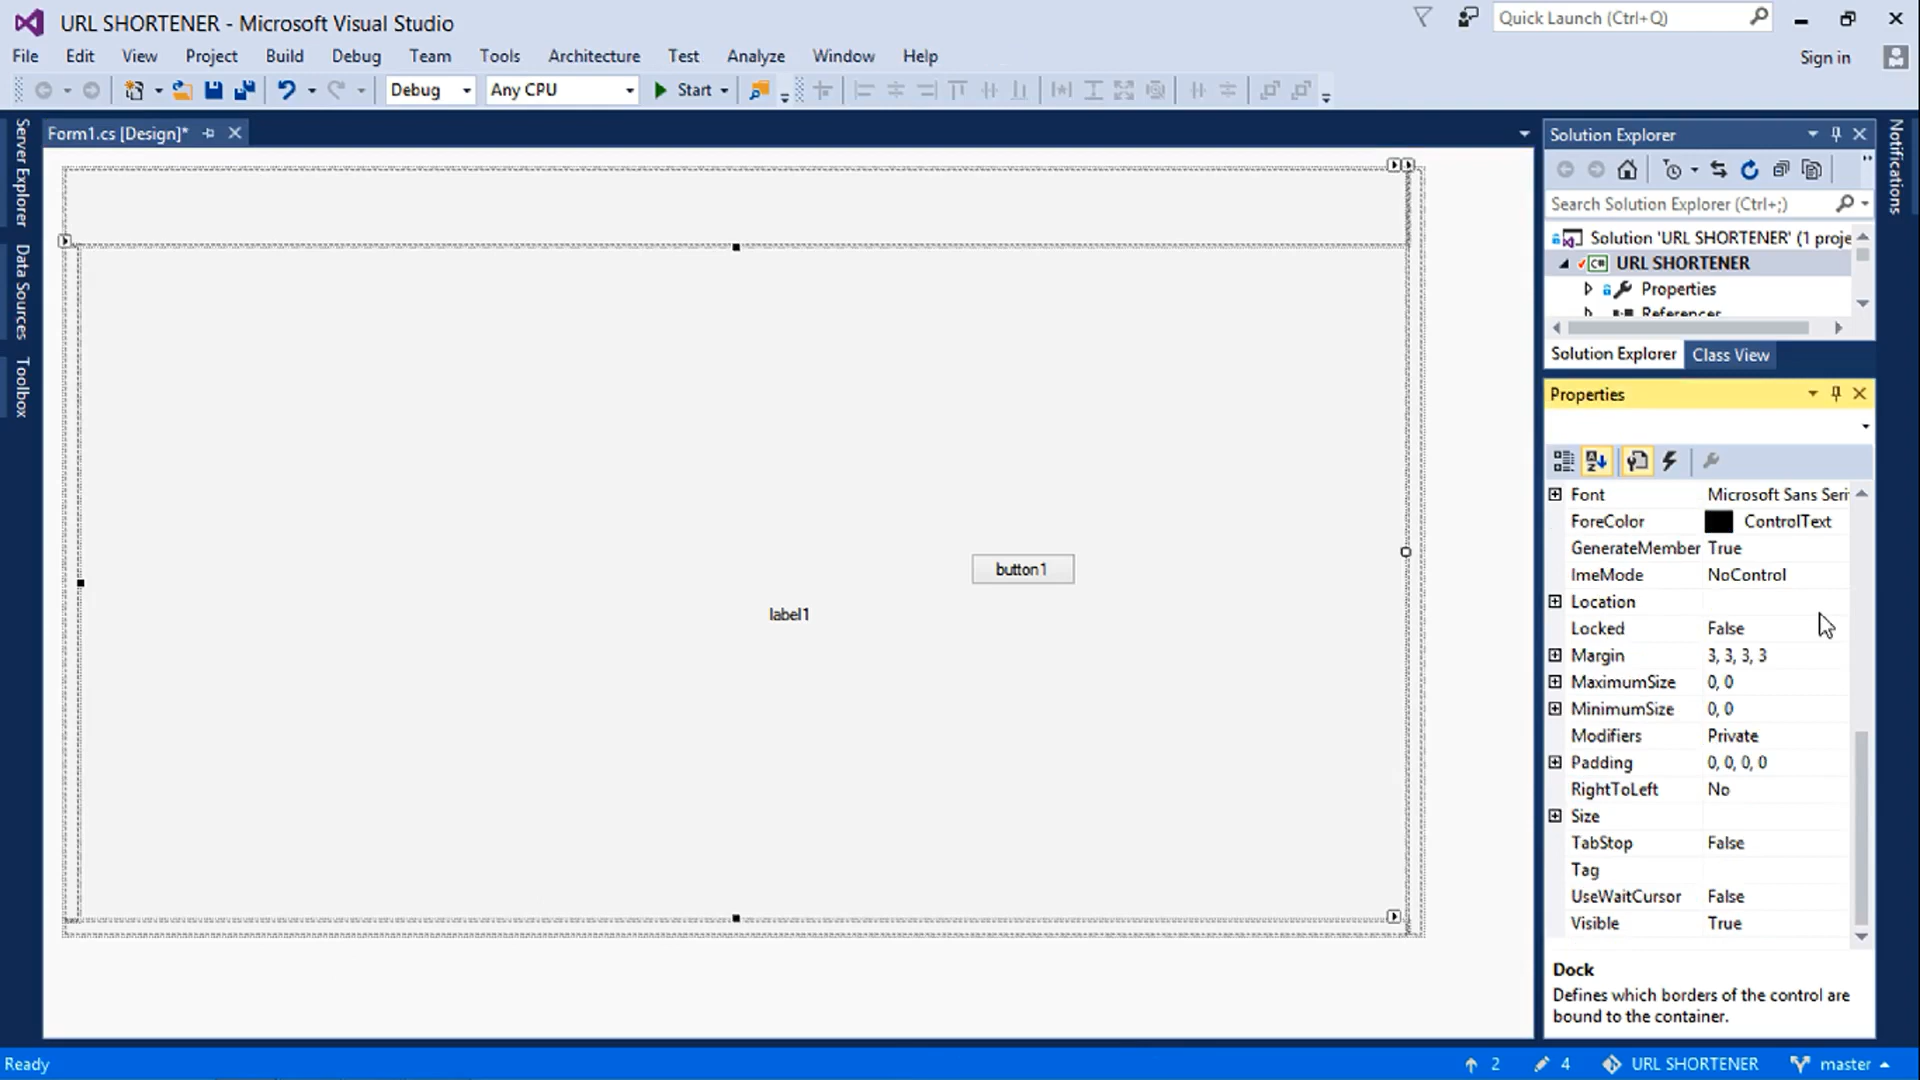 URL SHORTENER - Microsoft Visual Studio
Quick Launch (Ctrl+Q)
File Edit View Project Build Debug Team Tools Architecture Test Analyze Window Help
Sign in
Debug Any CPU Start
Server Explorer
Data Sources
Toolbox
Form1.cs [Design]*
button1
label1
Solution Explorer
Search Solution Explorer (Ctrl+;)
Solution 'URL SHORTENER' (1 proje
C# URL SHORTENER
Properties
References
Solution Explorer Class View
Notifications
Properties
Font Microsoft Sans Seri
ForeColor ControlText
GenerateMember True
ImeMode NoControl
Location
Locked False
Margin 3, 3, 3, 3
MaximumSize 0, 0
MinimumSize 0, 0
Modifiers Private
Padding 0, 0, 0, 0
RightToLeft No
Size
TabStop False
Tag
UseWaitCursor False
Visible True
Dock
Defines which borders of the control are
bound to the container.
Ready
2 4 URL SHORTENER master